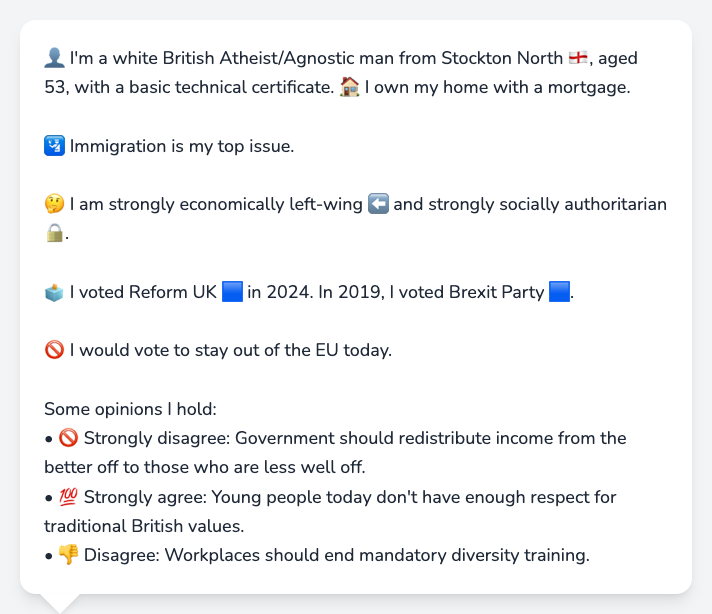 👤 I'm a white British Atheist/Agnostic man from Stockton North 🏴󠁧󠁢󠁥󠁮󠁧󠁿, aged
53, with a basic technical certificate. 🏠 I own my home with a mortgage.
🛂 Immigration is my top issue.
🤔 I am strongly economically left-wing ⬅️ and strongly socially authoritarian
🔒.
🗳️ I voted Reform UK 🟦 in 2024. In 2019, I voted Brexit Party 🟦.
🚫 I would vote to stay out of the EU today.
Some opinions I hold:
• 🚫 Strongly disagree: Government should redistribute income from the
better off to those who are less well off.
• 💯 Strongly agree: Young people today don't have enough respect for
traditional British values.
• 👎 Disagree: Workplaces should end mandatory diversity training.